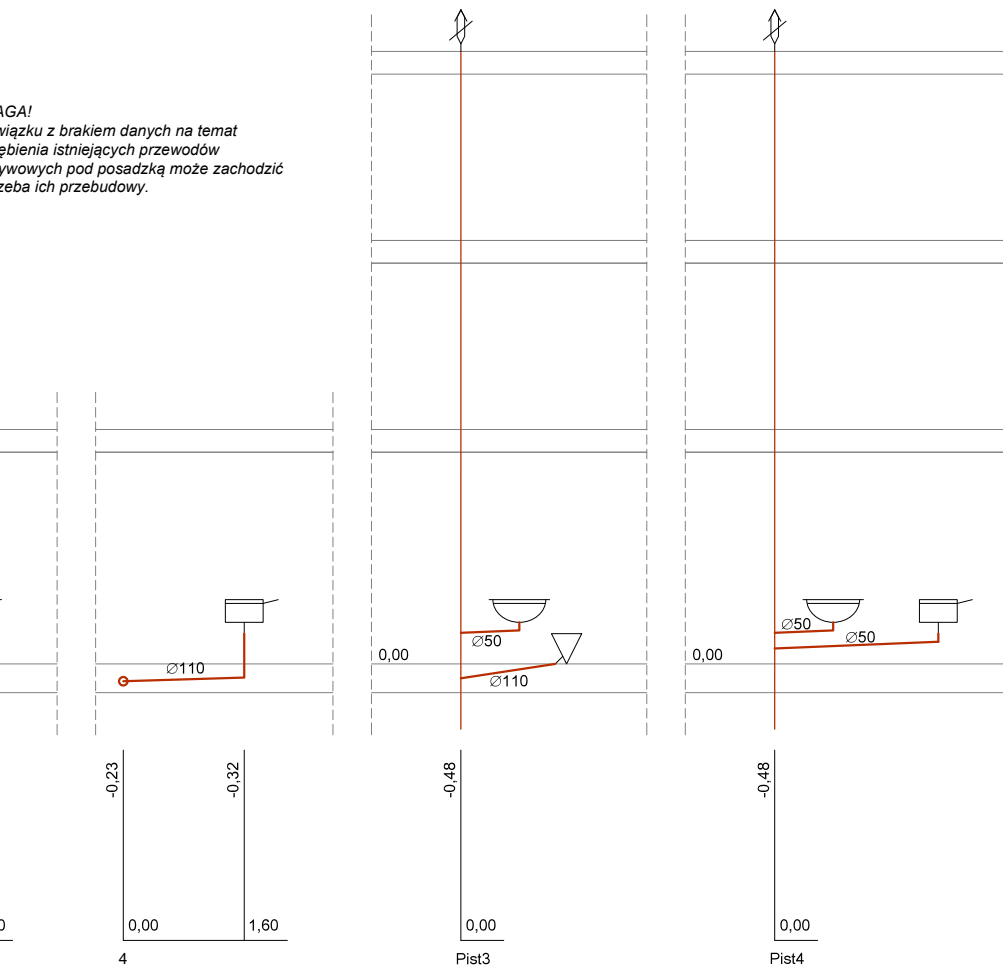 AGA!
wiązku z brakiem danych na temat
ębienia istniejących przewodów
ywowych pod posadzką może zachodzić
zeba ich przebudowy.
Ø110
0,00
Ø50
Ø110
0,00
Ø50
Ø50
-0,23
-0,32
-0,48
-0,48
0
0,00
1,60
0,00
0,00
4
Pist3
Pist4